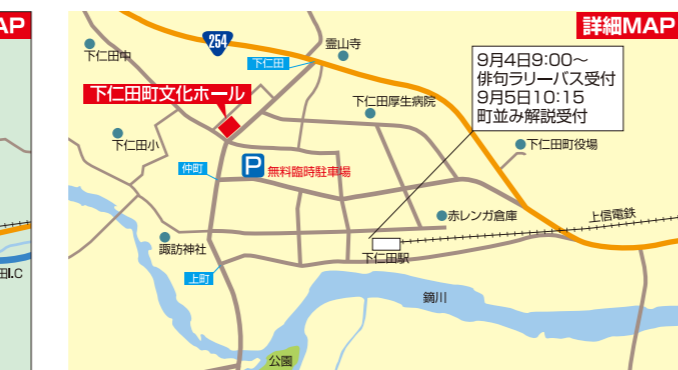 AP
詳細MAP
254
霊山寺
下仁田中
下仁田
9月4日9:00〜
俳句ラリーバス受付
9月5日10:15
町並み解説受付
下仁田町文化ホール
下仁田厚生病院
下仁田小
下仁田町役場
仲町
P
無料臨時駐車場
赤レンガ倉庫
上信電鉄
諏訪神社
下仁田駅
田I.C
上町
鏑川
公園